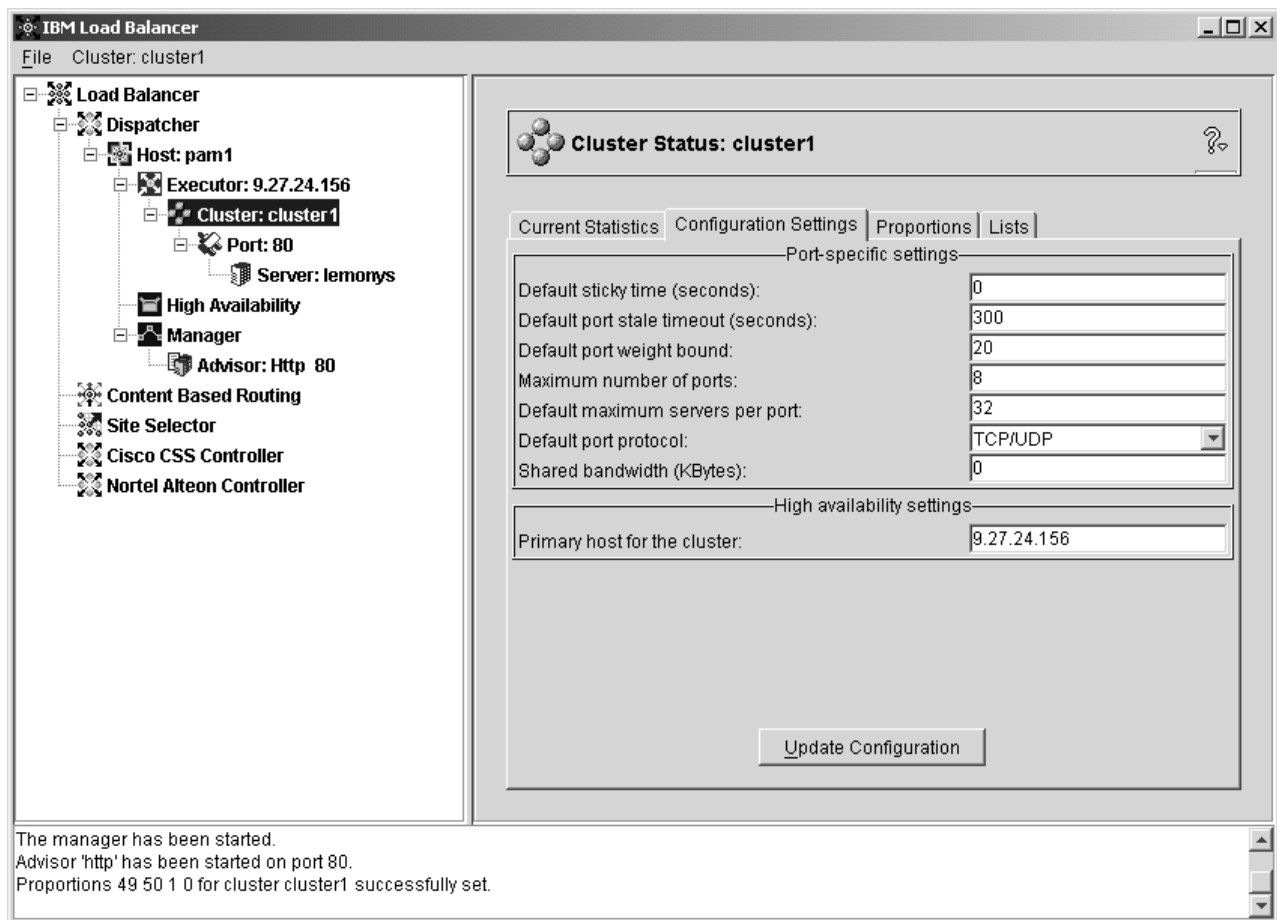 IBM Load Balancer
File Cluster: cluster1
Load Balancer
Dispatcher
Host: pam1
Executor: 9.27.24.156
Cluster: cluster1
Port: 80
Server: lemonys
High Availability
Manager
Advisor: Http 80
Content Based Routing
Site Selector
Cisco CSS Controller
Nortel Alteon Controller
Cluster Status: cluster1
?
Current Statistics Configuration Settings Proportions Lists
Port-specific settings
Default sticky time (seconds): 0
Default port stale timeout (seconds): 300
Default port weight bound: 20
Maximum number of ports: 8
Default maximum servers per port: 32
Default port protocol: TCP/UDP
Shared bandwidth (KBytes): 0
High availability settings
Primary host for the cluster: 9.27.24.156
Update Configuration
The manager has been started.
Advisor 'http' has been started on port 80.
Proportions 49 50 1 0 for cluster cluster1 successfully set.